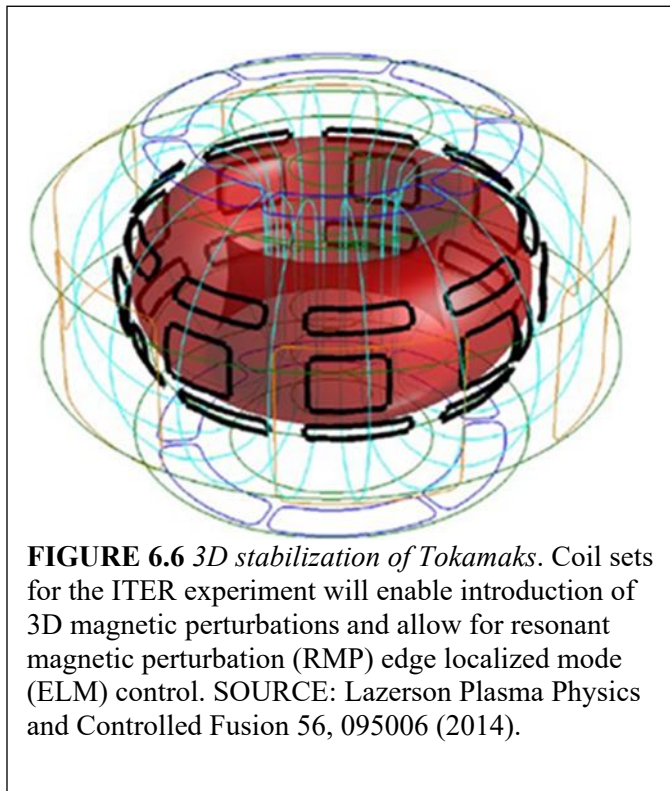 FIGURE 6.6 3D stabilization of Tokamaks. Coil sets
for the ITER experiment will enable introduction of
3D magnetic perturbations and allow for resonant
magnetic perturbation (RMP) edge localized mode
(ELM) control. SOURCE: Lazerson Plasma Physics
and Controlled Fusion 56, 095006 (2014).